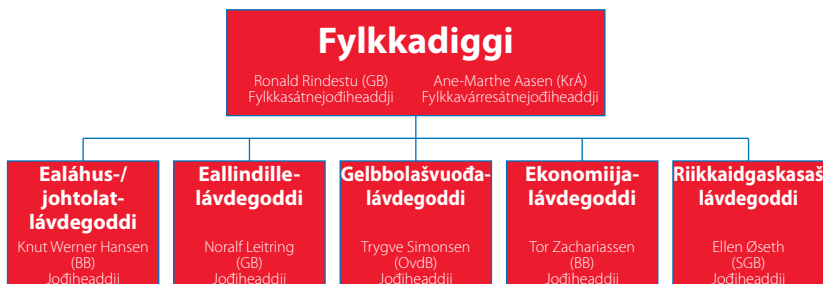 Fylkkadiggi
Ronald Rindestu (GB)
Fylkkasátnejođiheaddji
Ane-Marthe Aasen (KrÁ)
Fylkkavárresátnejođiheaddji
Ealáhus-/
johtolat-
lávdegoddi
Knut Werner Hansen
(BB)
Jođiheaddji
Eallindille-
lávdegoddi
Noralf Leitring
(GB)
Jođiheaddji
Gelbbolašvuođa-
lávdegoddi
Trygve Simonsen
(OvdB)
Jođiheaddji
Ekonomiija-
lávdegoddi
Tor Zachariassen
(BB)
Jođiheaddji
Riikkaidgaskasaš
lávdegoddi
Ellen Øseth
(SGB)
Jođiheaddji